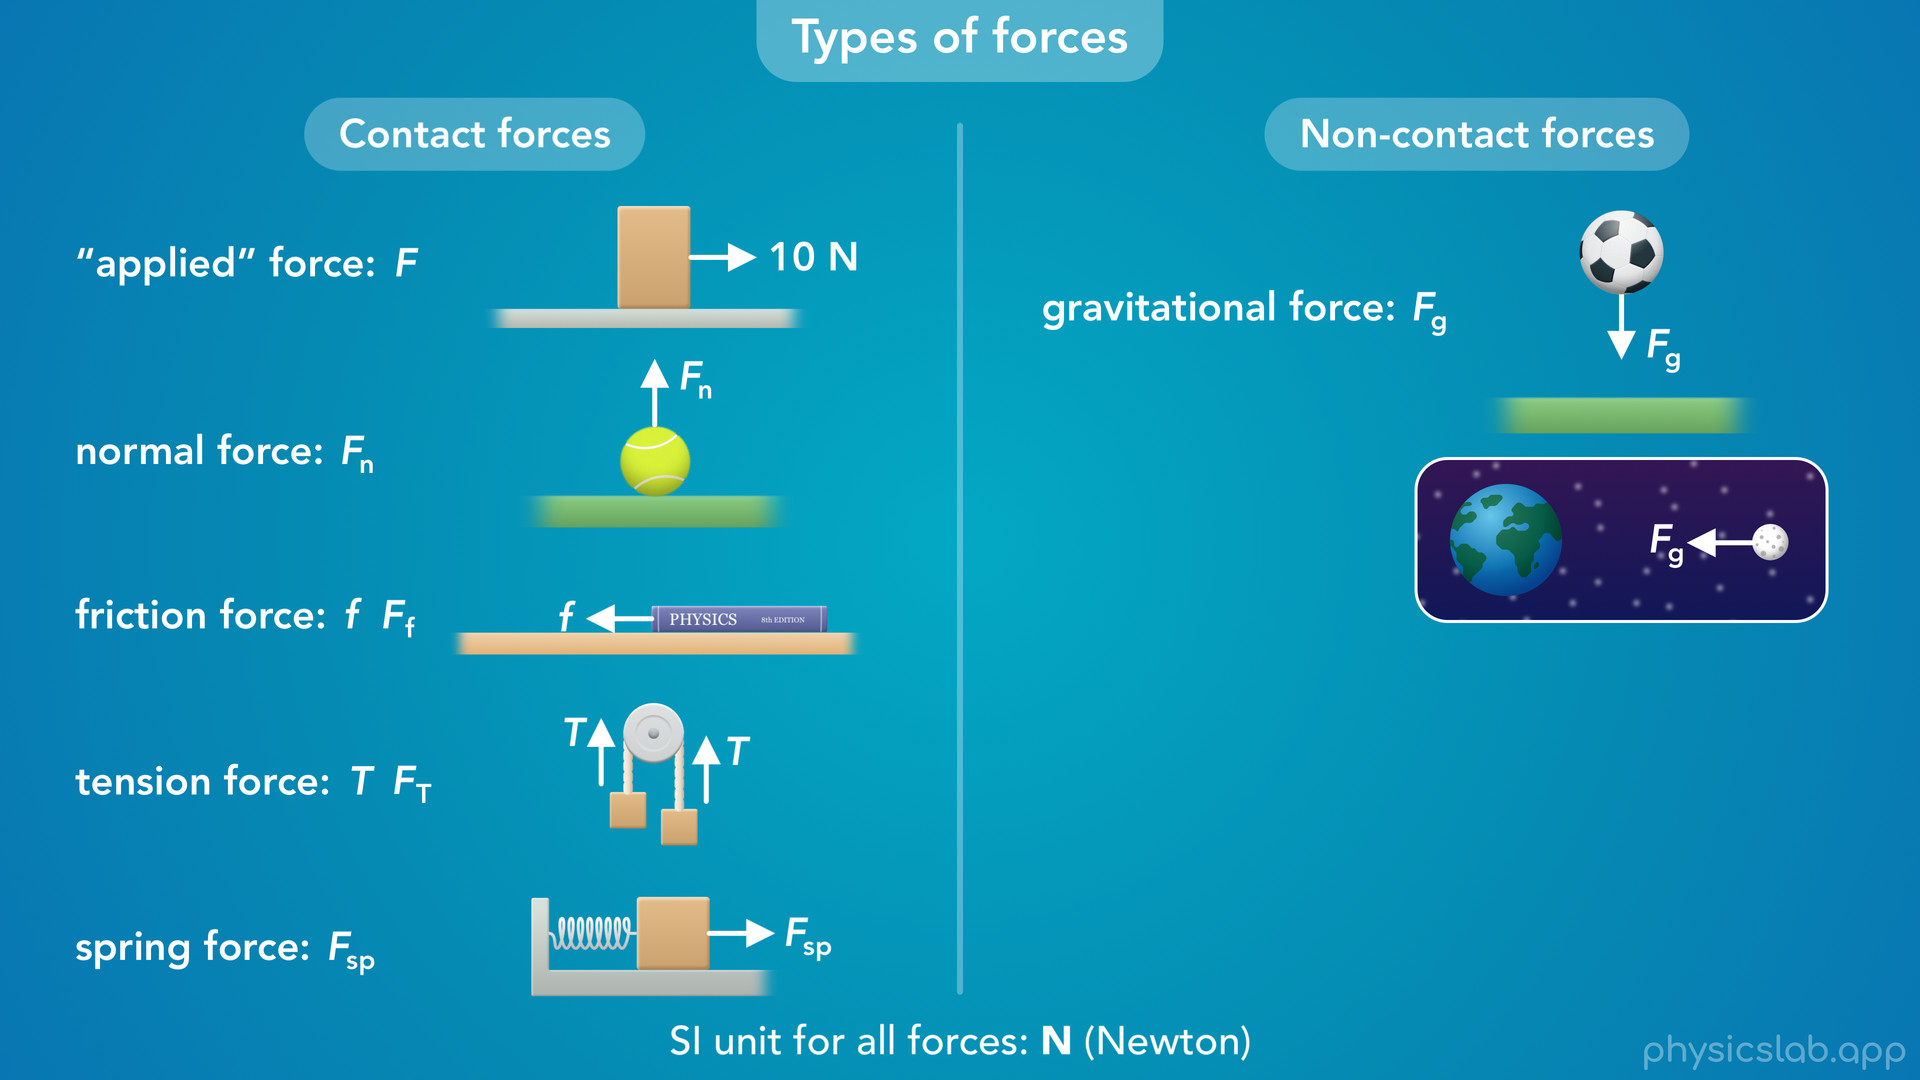 Types of forces
Contact forces
“applied” force: F
10 N
normal force: Fn
Fn
friction force: f Ff
f
PHYSICS 8th EDITION
tension force: T FT
T
T
spring force: Fsp
Fsp
Non-contact forces
gravitational force: Fg
Fg
Fg
SI unit for all forces: N (Newton)
physicslab.app